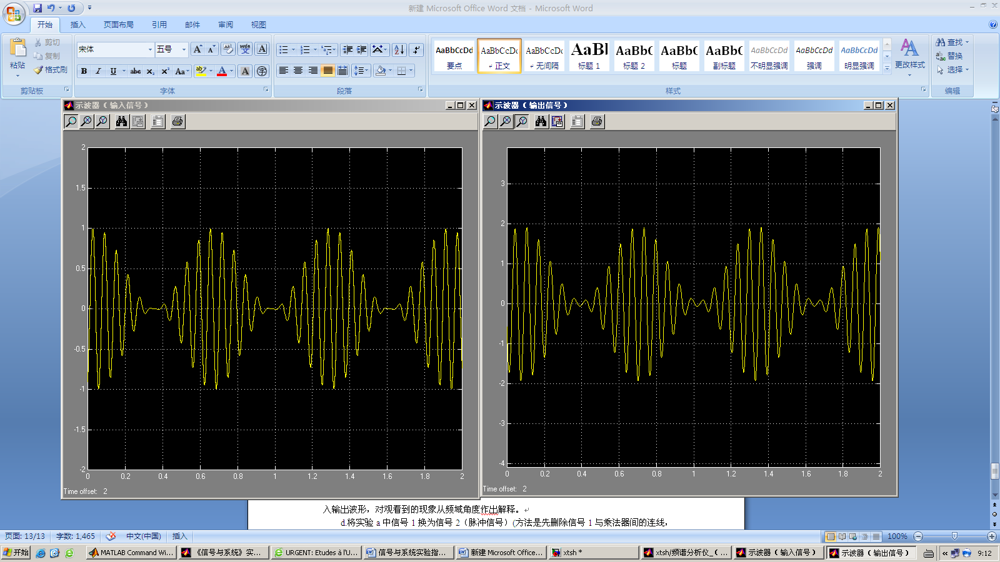 新建 Microsoft Office Word 文档 - Microsoft Word
开始 插入 页面布局 引用 邮件 审阅 视图
粘贴
剪切
复制
格式刷
剪贴板
宋体 五号
字体
段落
AaBbCcDd AaBbCcDc AaBbCcDc AaBl AaBbC AaBbC AaBbC AaBbCcDd AaBbCcDd AaBbCcDd
要点 正文 无间隔 标题 1 标题 2 标题 副标题 不明显强调 强调 明显强调
更改样式
样式
查找
替换
选择
编辑
示波器（输入信号）
2
1.5
1
0.5
0
-0.5
-1
-1.5
-2
0 0.2 0.4 0.6 0.8 1 1.2 1.4 1.6 1.8 2
Time offset: 2
示波器（输出信号）
3
2
1
0
-1
-2
-3
-4
0 0.2 0.4 0.6 0.8 1 1.2 1.4 1.6 1.8 2
Time offset: 2
入输出波形，对观看到的现象从频域角度作出解释。
d.将实验 a 中信号 1 换为信号 2（脉冲信号）(方法是先删除信号 1 与乘法器间的连线，
页面: 13/13 字数: 1,465 中文(中国) 插入 100%
开始 MATLAB Command Wi... 《信号与系统》实... URGENT: Etudes à l'U... 信号与系统实验指... 新建 Microsoft Office... xtsh * xtsh/频谱分析仪_(... 示波器（输入信号） 示波器（输出信号） 9:12